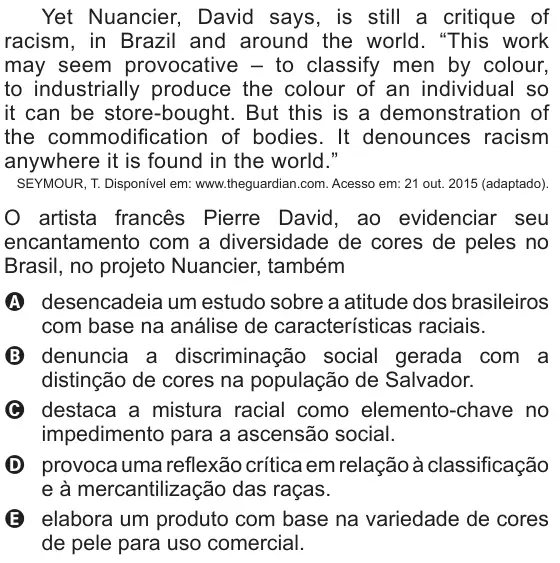 Yet Nuancier, David says, is still a critique of
racism, in Brazil and around the world. “This work
may seem provocative – to classify men by colour,
to industrially produce the colour of an individual so
it can be store-bought. But this is a demonstration of
the commodification of bodies. It denounces racism
anywhere it is found in the world.”
SEYMOUR, T. Disponível em: www.theguardian.com. Acesso em: 21 out. 2015 (adaptado).
O artista francês Pierre David, ao evidenciar seu
encantamento com a diversidade de cores de peles no
Brasil, no projeto Nuancier, também
A desencadeia um estudo sobre a atitude dos brasileiros
com base na análise de características raciais.
B denuncia a discriminação social gerada com a
distinção de cores na população de Salvador.
C destaca a mistura racial como elemento-chave no
impedimento para a ascensão social.
D provoca uma reflexão crítica em relação à classificação
e à mercantilização das raças.
E elabora um produto com base na variedade de cores
de pele para uso comercial.